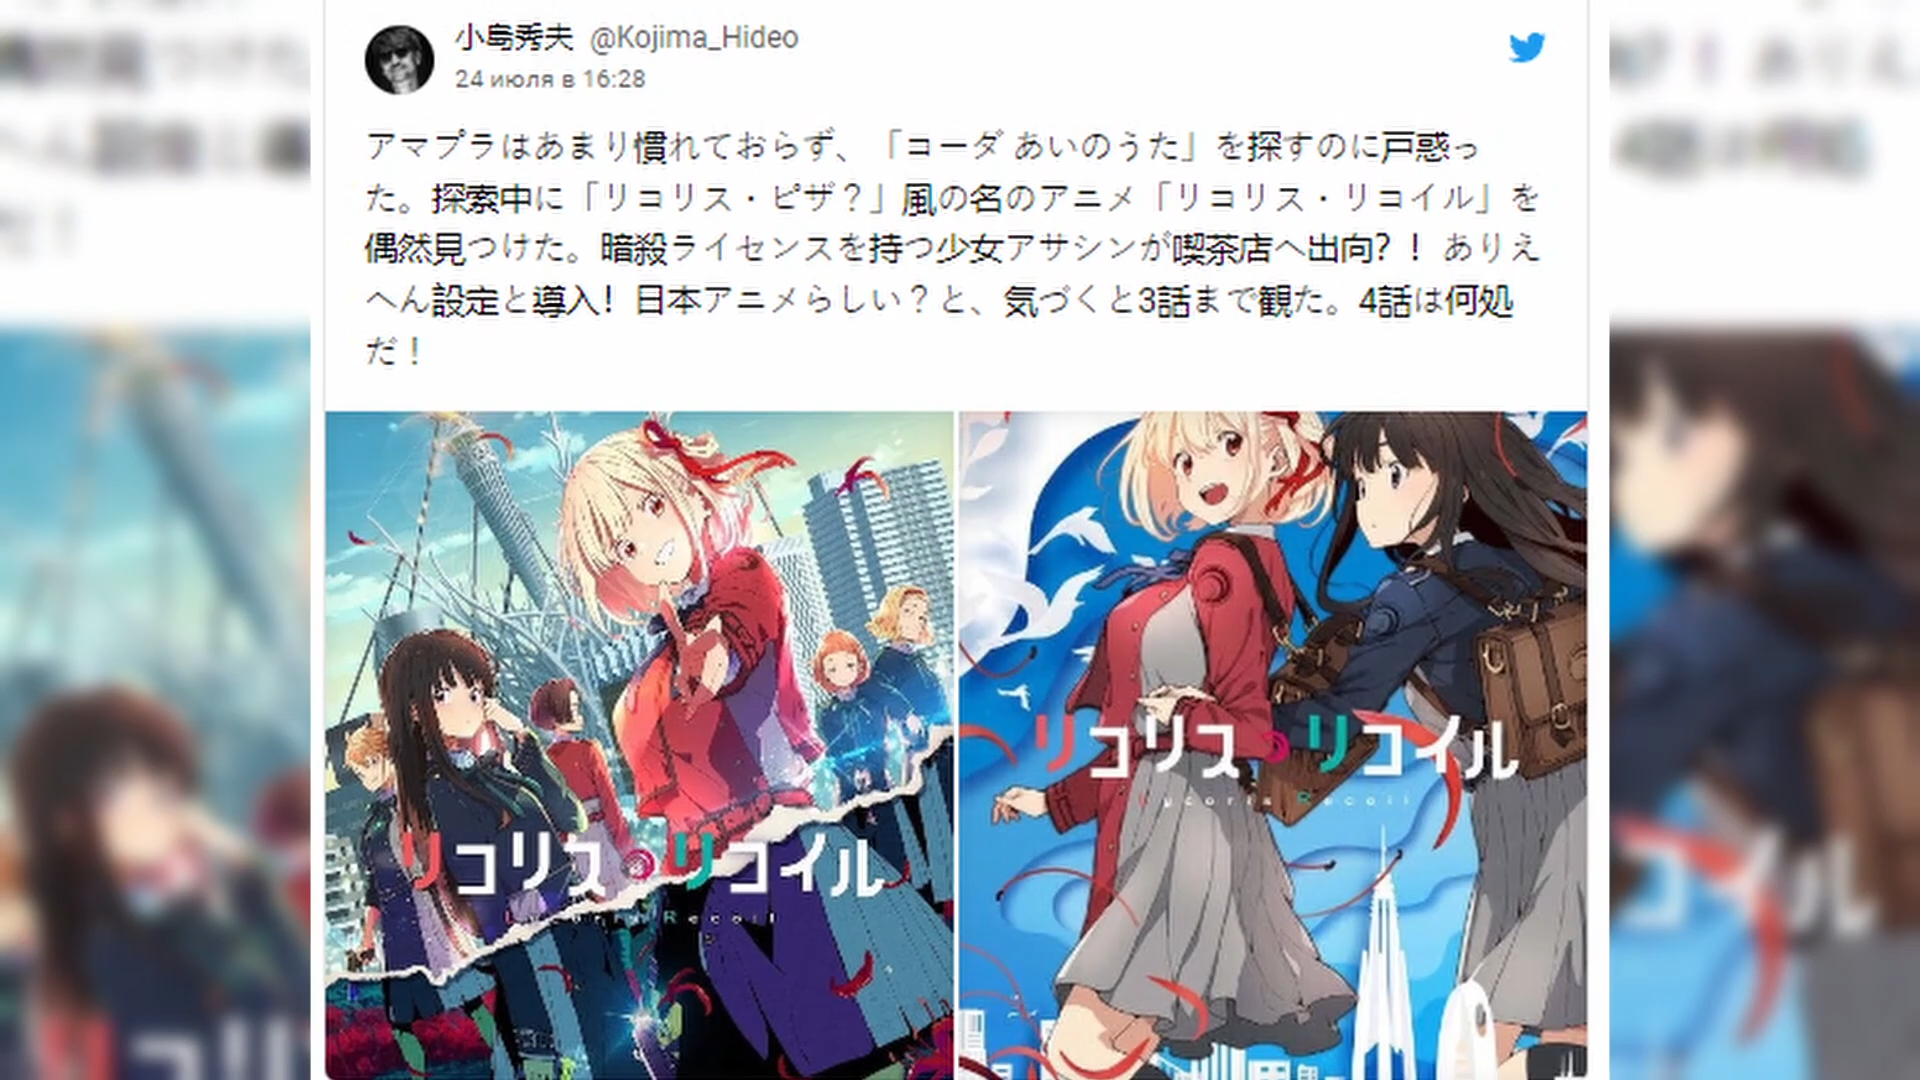 小島秀夫 @Kojima_Hideo
24 июля в 16:28
アマプラはあまり慣れておらず、「ヨーダ あいのうた」を探すのに戸惑っ
た。探索中に「リコリス・ピザ？」風の名のアニメ「リコリス・リコイル」を
偶然見つけた。暗殺ライセンスを持つ少女アサシンが喫茶店へ出向?！ ありえ
へん設定と導入！日本アニメらしい？と、気づくと3話まで観た。4話は何処
だ！
リコリス リコイル
Lycoris Recoil
リコリス リコイル
Lycoris Recoil